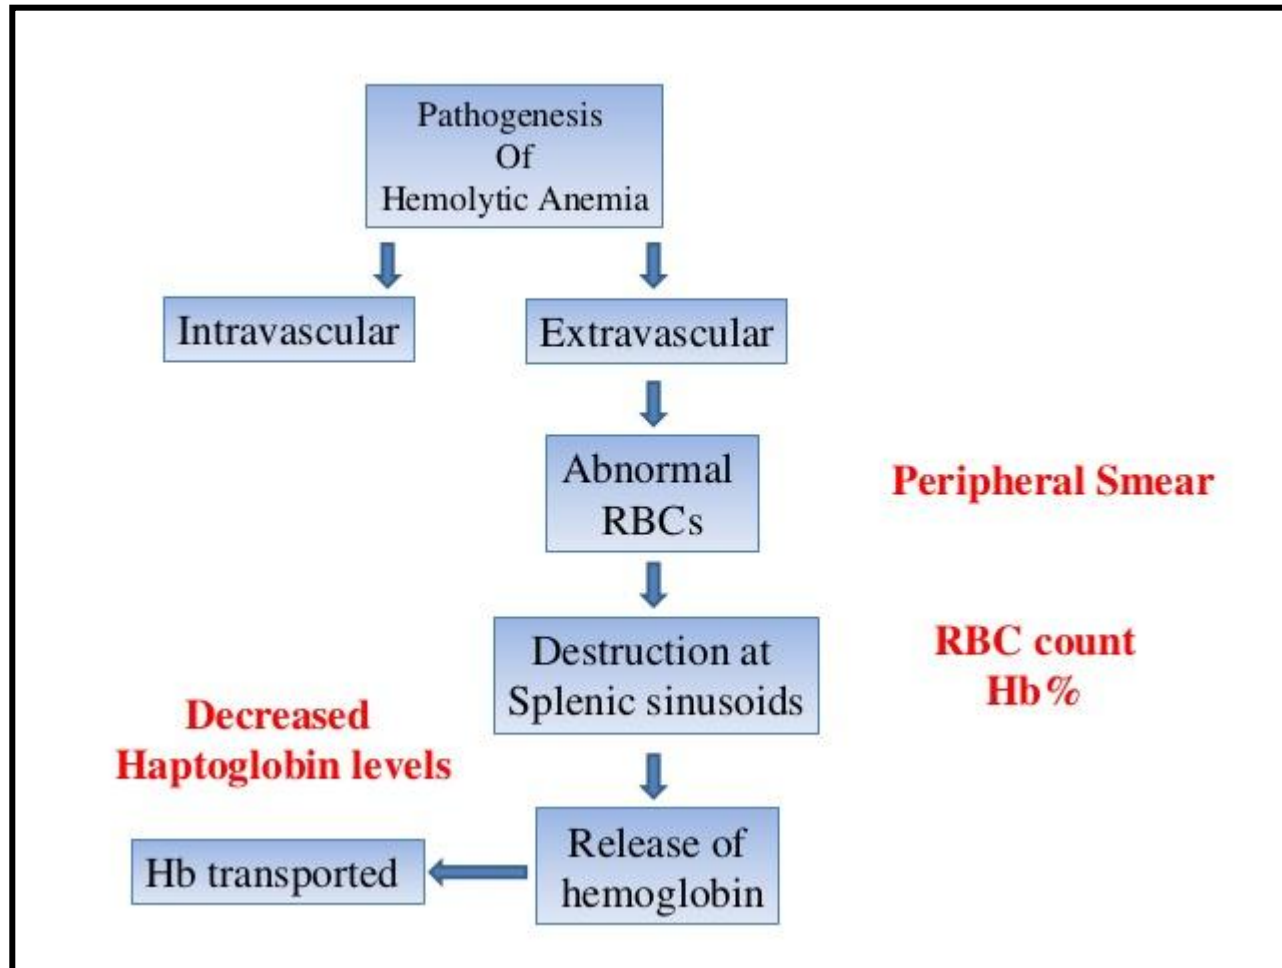 Pathogenesis
Of
Hemolytic Anemia
Intravascular
Extravascular
Abnormal
RBCs
Peripheral Smear
Destruction at
Splenic sinusoids
RBC count
Hb%
Decreased
Haptoglobin levels
Release of
hemoglobin
Hb transported